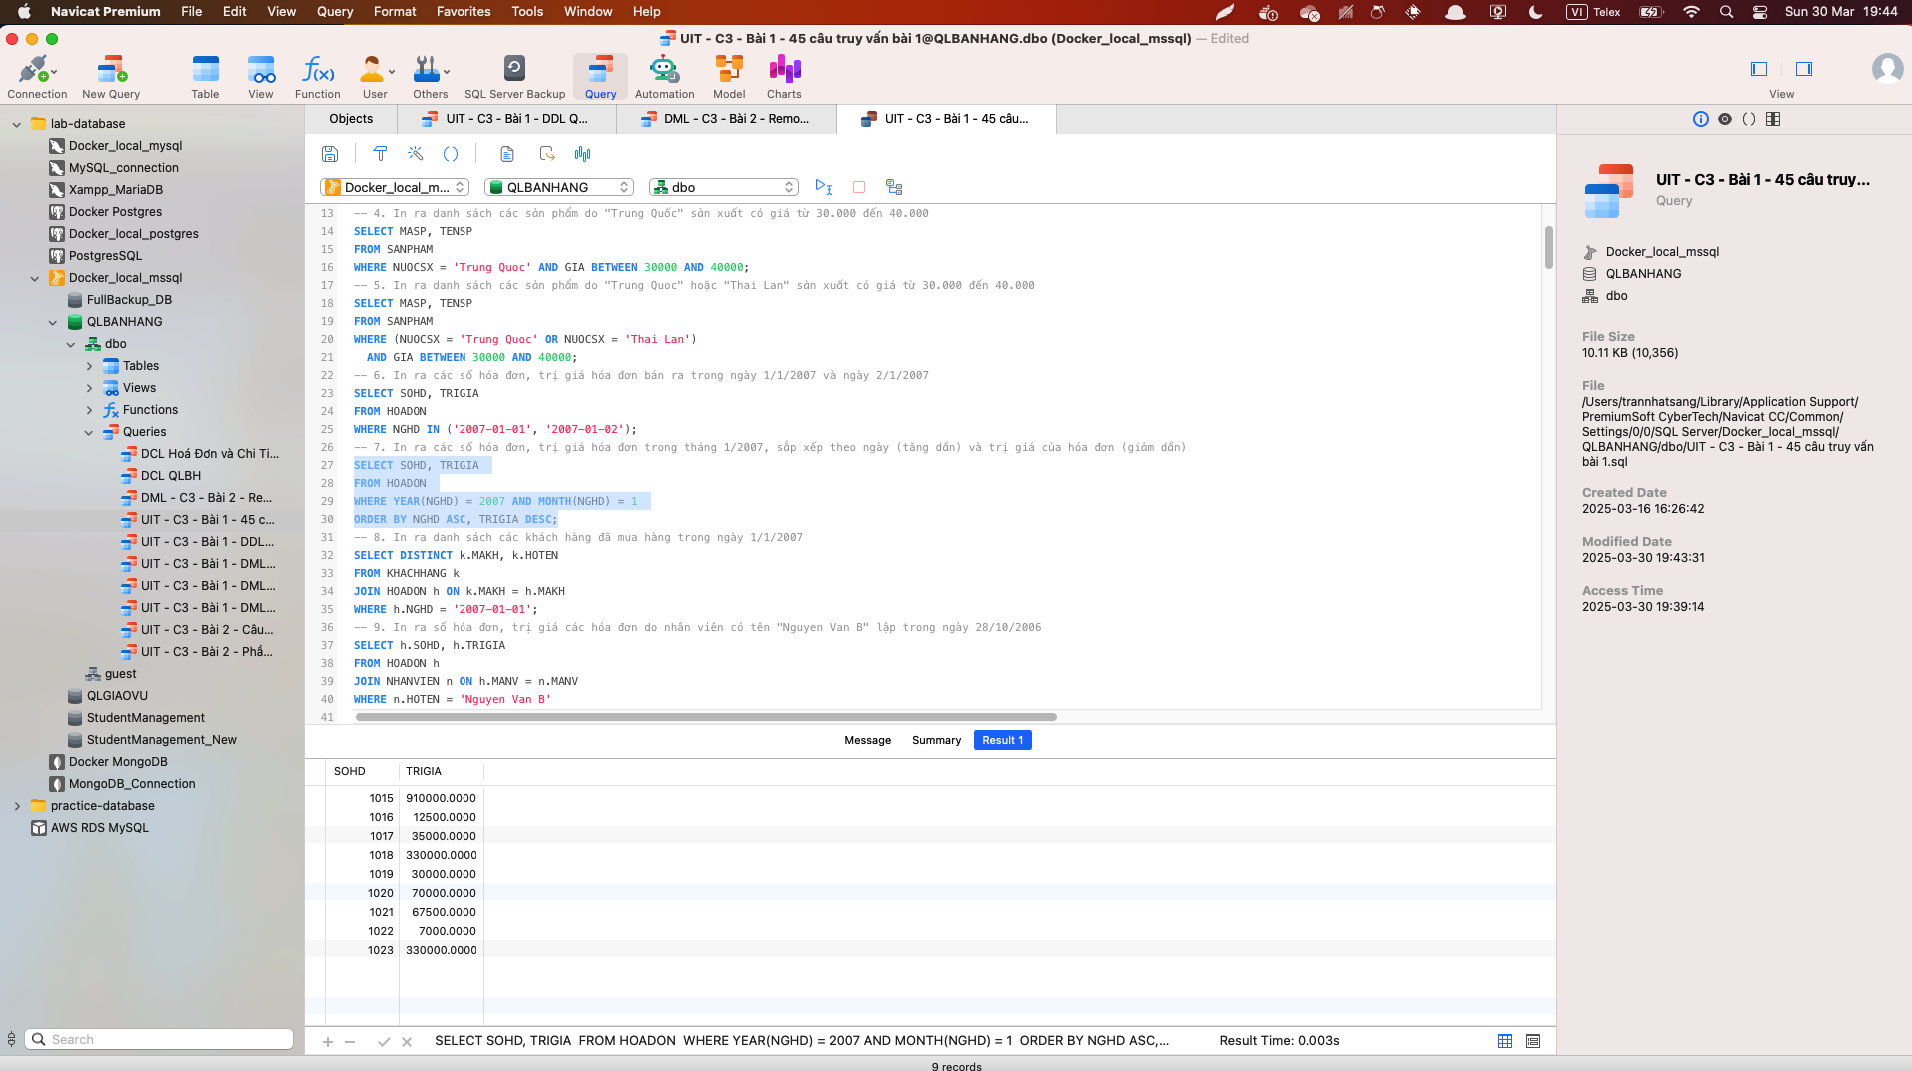 Navicat Premium File Edit View Query Format Favorites Tools Window Help VI Telex Sun 30 Mar 19:44
UIT - C3 - Bài 1 - 45 câu truy vấn bài 1@QLBANHANG.dbo (Docker_local_mssql) — Edited
Connection New Query Table View Function User Others SQL Server Backup Query Automation Model Charts View
lab-database
Docker_local_mysql
MySQL_connection
Xampp_MariaDB
Docker Postgres
Docker_local_postgres
PostgresSQL
Docker_local_mssql
FullBackup_DB
QLBANHANG
dbo
Tables
Views
Functions
Queries
DCL Hoá Đơn và Chi Ti...
DCL QLBH
DML - C3 - Bài 2 - Re...
UIT - C3 - Bài 1 - 45 c...
UIT - C3 - Bài 1 - DDL...
UIT - C3 - Bài 1 - DML...
UIT - C3 - Bài 1 - DML...
UIT - C3 - Bài 1 - DML...
UIT - C3 - Bài 2 - Câu...
UIT - C3 - Bài 2 - Phầ...
guest
QLGIAOVU
StudentManagement
StudentManagement_New
Docker MongoDB
MongoDB_Connection
practice-database
AWS RDS MySQL
Search
Objects UIT - C3 - Bài 1 - DDL Q... DML - C3 - Bài 2 - Remo... UIT - C3 - Bài 1 - 45 câu...
Docker_local_m... QLBANHANG dbo
13 -- 4. In ra danh sách các sản phẩm do "Trung Quốc" sản xuất có giá từ 30.000 đến 40.000
14 SELECT MASP, TENSP
15 FROM SANPHAM
16 WHERE NUOCSX = 'Trung Quoc' AND GIA BETWEEN 30000 AND 40000;
17 -- 5. In ra danh sách các sản phẩm do "Trung Quoc" hoặc "Thai Lan" sản xuất có giá từ 30.000 đến 40.000
18 SELECT MASP, TENSP
19 FROM SANPHAM
20 WHERE (NUOCSX = 'Trung Quoc' OR NUOCSX = 'Thai Lan')
21 AND GIA BETWEEN 30000 AND 40000;
22 -- 6. In ra các số hóa đơn, trị giá hóa đơn bán ra trong ngày 1/1/2007 và ngày 2/1/2007
23 SELECT SOHD, TRIGIA
24 FROM HOADON
25 WHERE NGHD IN ('2007-01-01', '2007-01-02');
26 -- 7. In ra các số hóa đơn, trị giá hóa đơn trong tháng 1/2007, sắp xếp theo ngày (tăng dần) và trị giá của hóa đơn (giảm dần)
27 SELECT SOHD, TRIGIA
28 FROM HOADON
29 WHERE YEAR(NGHD) = 2007 AND MONTH(NGHD) = 1
30 ORDER BY NGHD ASC, TRIGIA DESC;
31 -- 8. In ra danh sách các khách hàng đã mua hàng trong ngày 1/1/2007
32 SELECT DISTINCT k.MAKH, k.HOTEN
33 FROM KHACHHANG k
34 JOIN HOADON h ON k.MAKH = h.MAKH
35 WHERE h.NGHD = '2007-01-01';
36 -- 9. In ra số hóa đơn, trị giá các hóa đơn do nhân viên có tên "Nguyen Van B" lập trong ngày 28/10/2006
37 SELECT h.SOHD, h.TRIGIA
38 FROM HOADON h
39 JOIN NHANVIEN n ON h.MANV = n.MANV
40 WHERE n.HOTEN = 'Nguyen Van B'
41
Message Summary Result 1
SOHD TRIGIA
1015 910000.0000
1016 12500.0000
1017 35000.0000
1018 330000.0000
1019 30000.0000
1020 70000.0000
1021 67500.0000
1022 7000.0000
1023 330000.0000
SELECT SOHD, TRIGIA FROM HOADON WHERE YEAR(NGHD) = 2007 AND MONTH(NGHD) = 1 ORDER BY NGHD ASC,... Result Time: 0.003s
9 records
UIT - C3 - Bài 1 - 45 câu truy...
Query
Docker_local_mssql
QLBANHANG
dbo
File Size
10.11 KB (10,356)
File
/Users/trannhatsang/Library/Application Support/
PremiumSoft CyberTech/Navicat CC/Common/
Settings/0/0/SQL Server/Docker_local_mssql/
QLBANHANG/dbo/UIT - C3 - Bài 1 - 45 câu truy vấn
bài 1.sql
Created Date
2025-03-16 16:26:42
Modified Date
2025-03-30 19:43:31
Access Time
2025-03-30 19:39:14